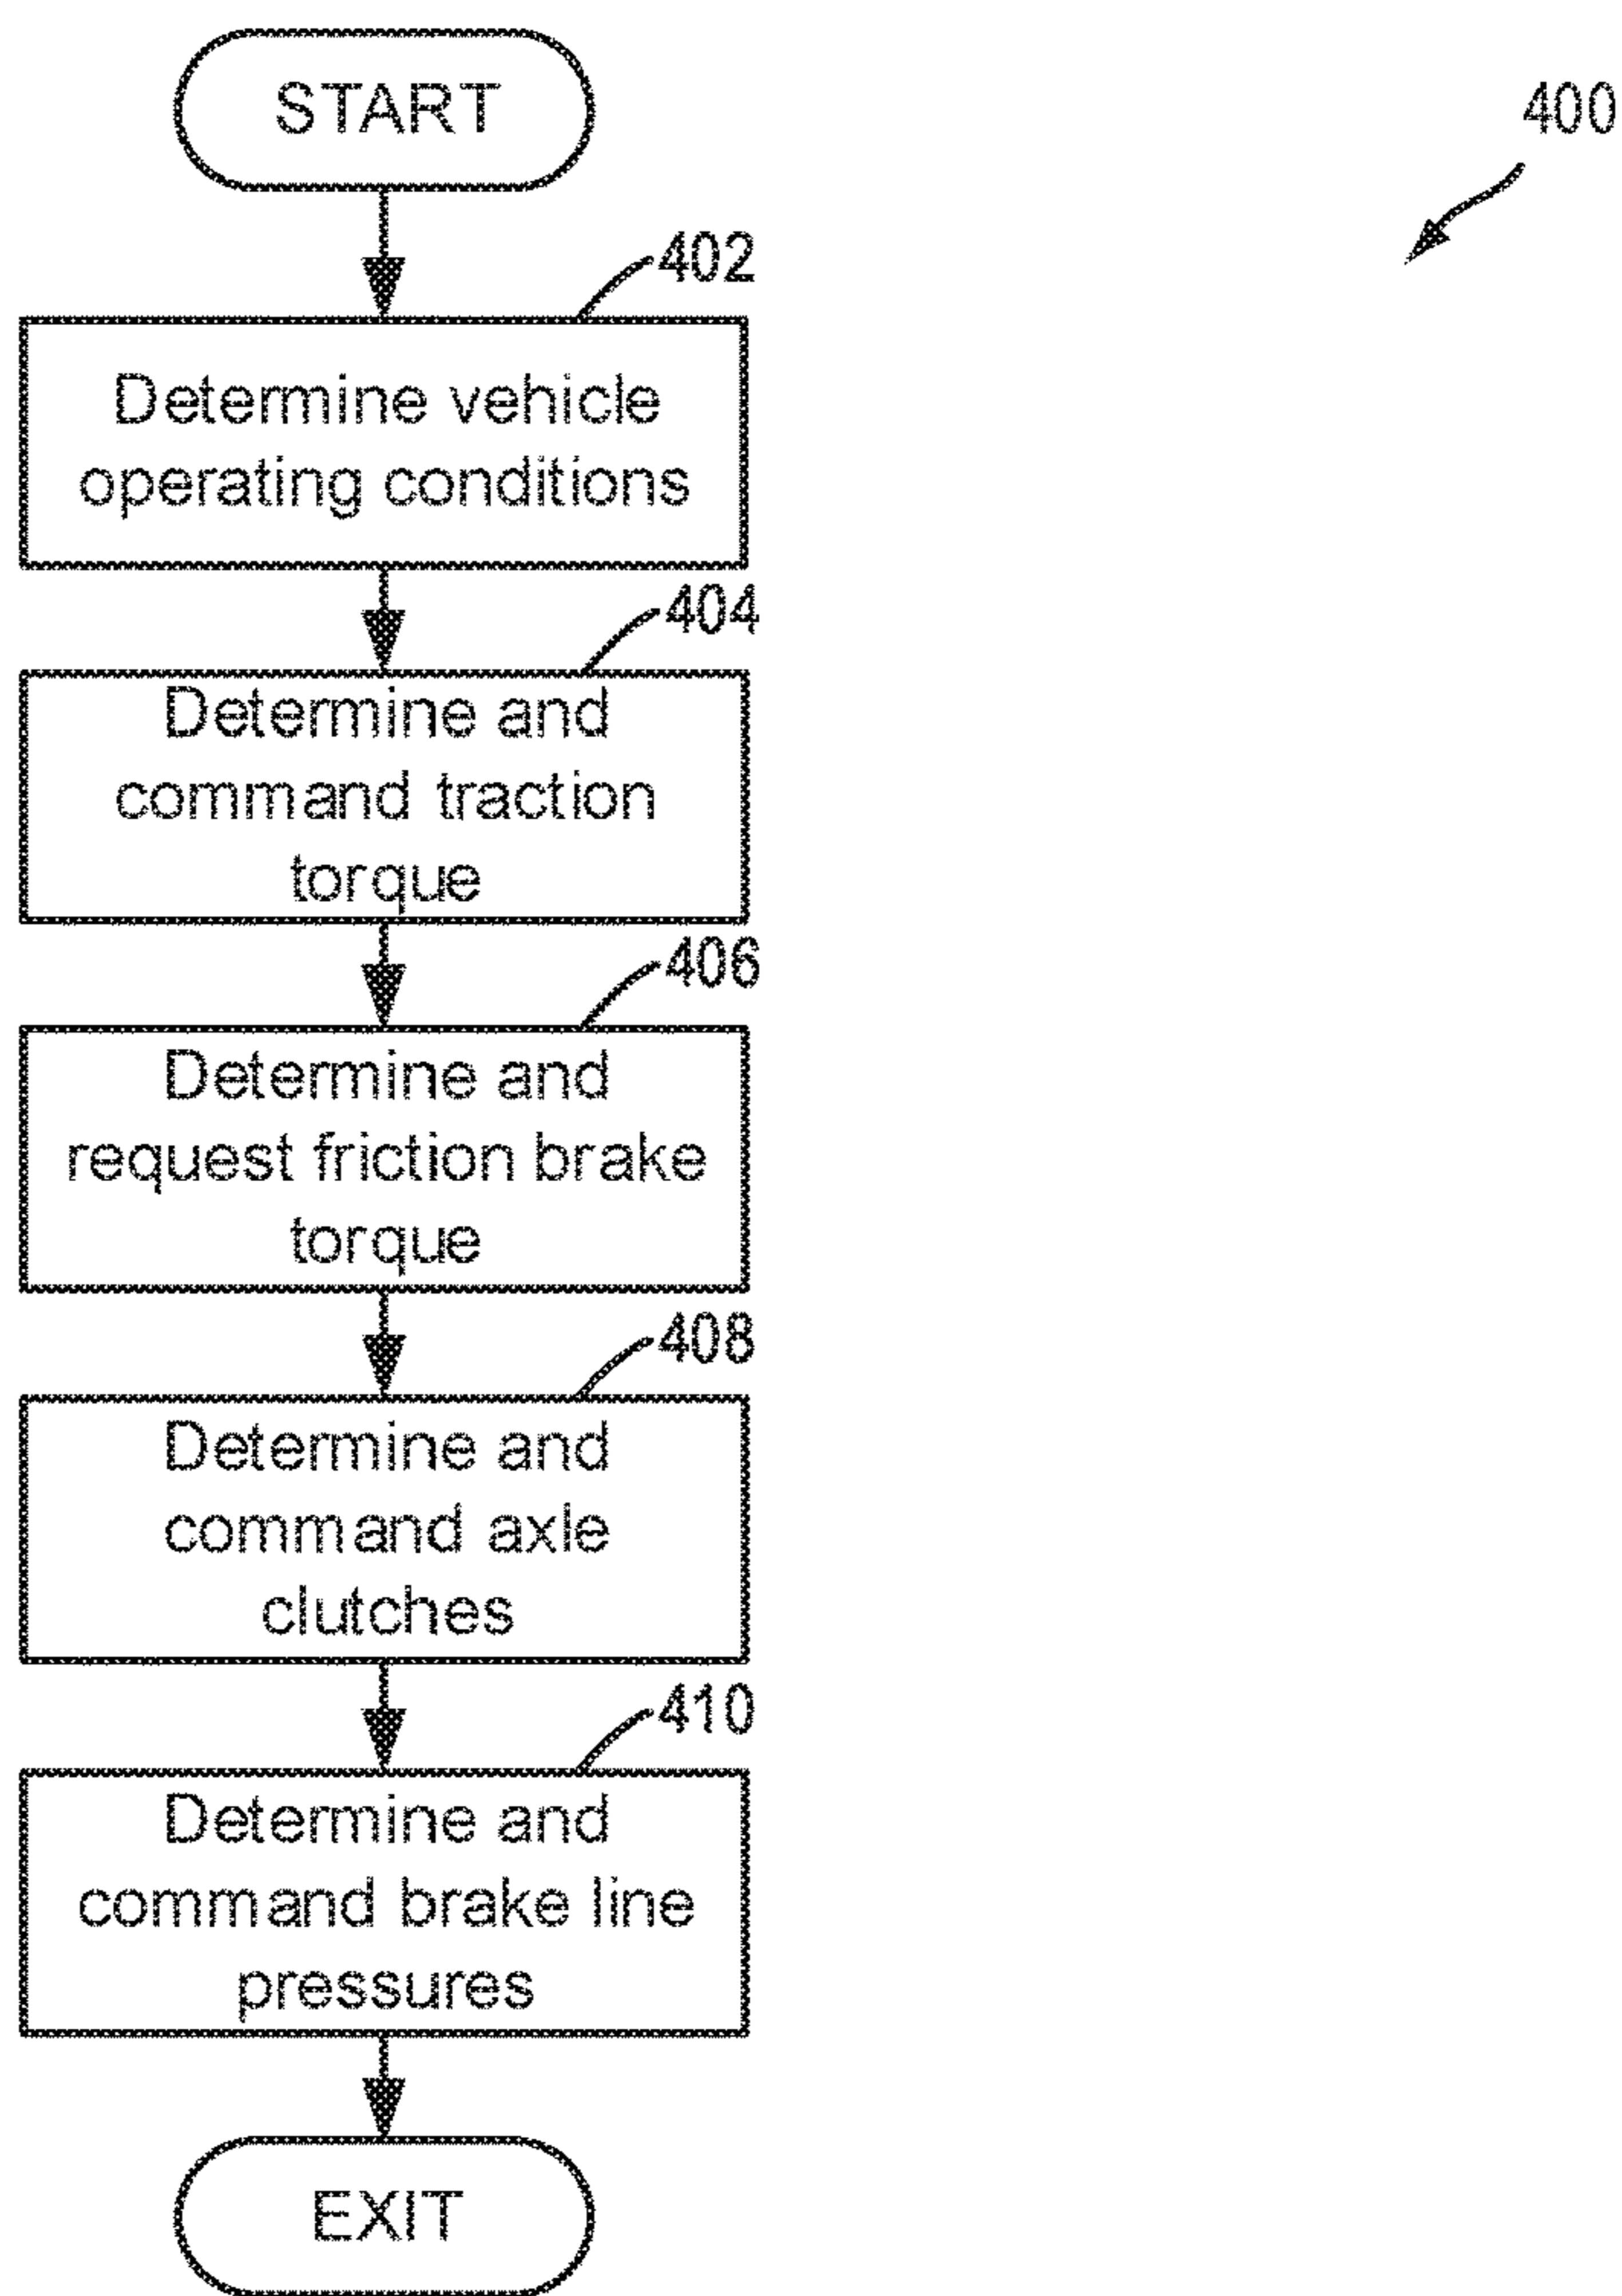 START
400
402
Determine vehicle
operating conditions
404
Determine and
command traction
torque
406
Determine and
request friction brake
torque
408
Determine and
command axle
clutches
410
Determine and
command brake line
pressures
EXIT